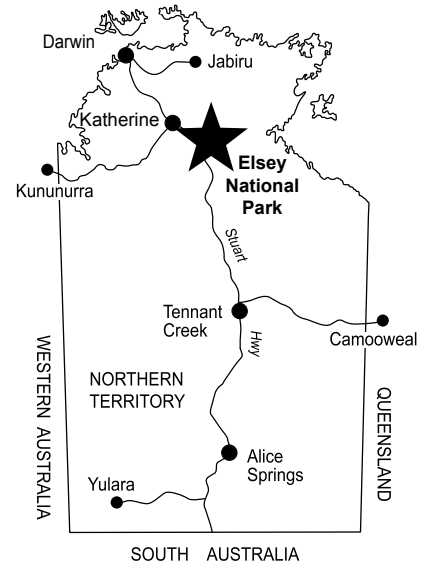 Darwin
Jabiru
Katherine
Elsey
National
Park
Kununurra
Stuart
Tennant
Creek
Camooweal
Hwy
WESTERN AUSTRALIA
NORTHERN
TERRITORY
QUEENSLAND
Alice
Springs
Yulara
SOUTH AUSTRALIA